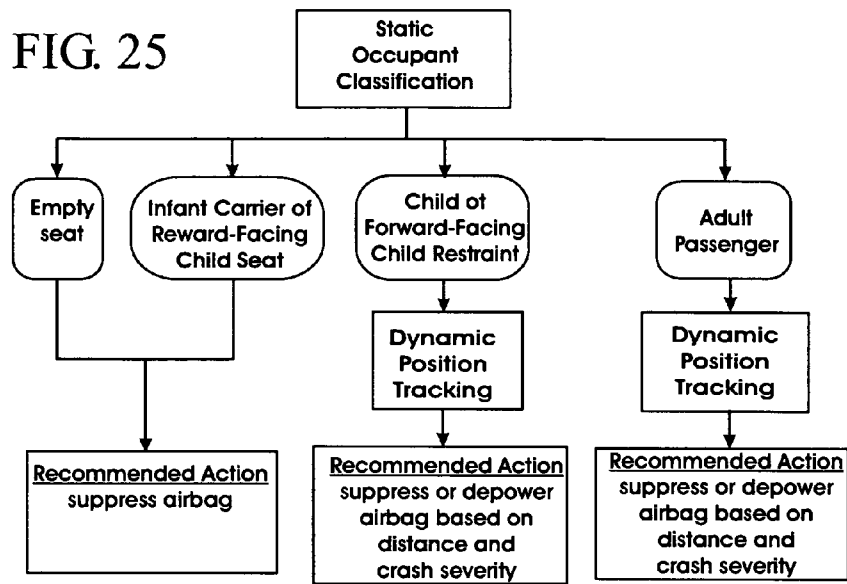 FIG. 25
Static
Occupant
Classification
Empty
seat
Infant Carrier of
Reward-Facing
Child Seat
Child of
Forward-Facing
Child Restraint
Adult
Passenger
Dynamic
Position
Tracking
Dynamic
Position
Tracking
Recommended Action
suppress airbag
Recommended Action
suppress or depower
airbag based on
distance and
crash severity
Recommended Action
suppress or depower
airbag based on
distance and
crash severity